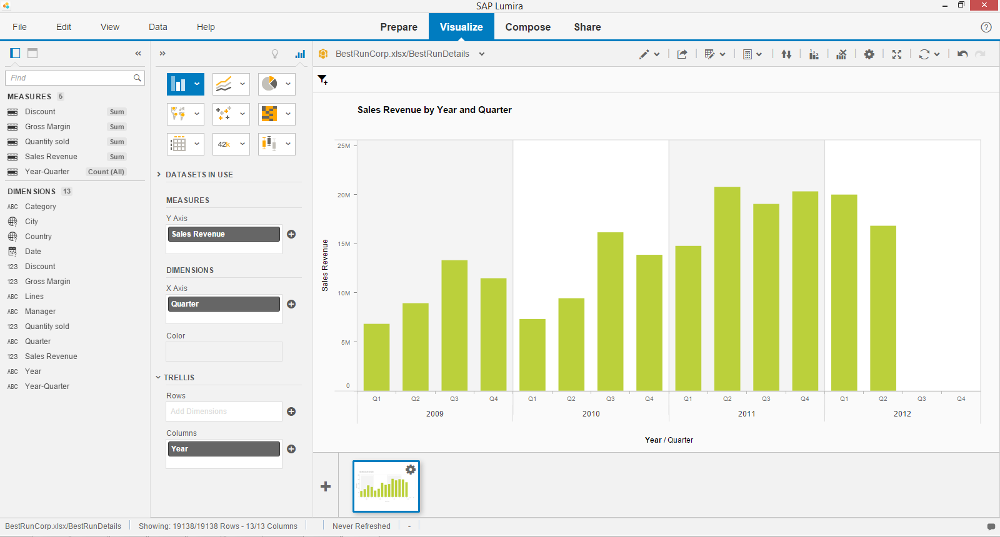 SAP Lumira
File Edit View Data Help Prepare Visualize Compose Share
BestRunCorp.xlsx/BestRunDetails
Find
MEASURES 5
Discount Sum
Gross Margin Sum
Quantity sold Sum
Sales Revenue Sum
Year-Quarter Count (All)
DIMENSIONS 13
ABC Category
City
Country
Date
123 Discount
123 Gross Margin
ABC Lines
ABC Manager
123 Quantity sold
ABC Quarter
123 Sales Revenue
ABC Year
ABC Year-Quarter
42k
DATASETS IN USE
MEASURES
Y Axis
Sales Revenue
DIMENSIONS
X Axis
Quarter
Color
TRELLIS
Rows
Add Dimensions
Columns
Year
Sales Revenue by Year and Quarter
Sales Revenue
25M
20M
15M
10M
5M
0
Q1 Q2 Q3 Q4 Q1 Q2 Q3 Q4 Q1 Q2 Q3 Q4 Q1 Q2 Q3 Q4
2009 2010 2011 2012
Year / Quarter
BestRunCorp.xlsx/BestRunDetails Showing: 19138/19138 Rows - 13/13 Columns Never Refreshed -